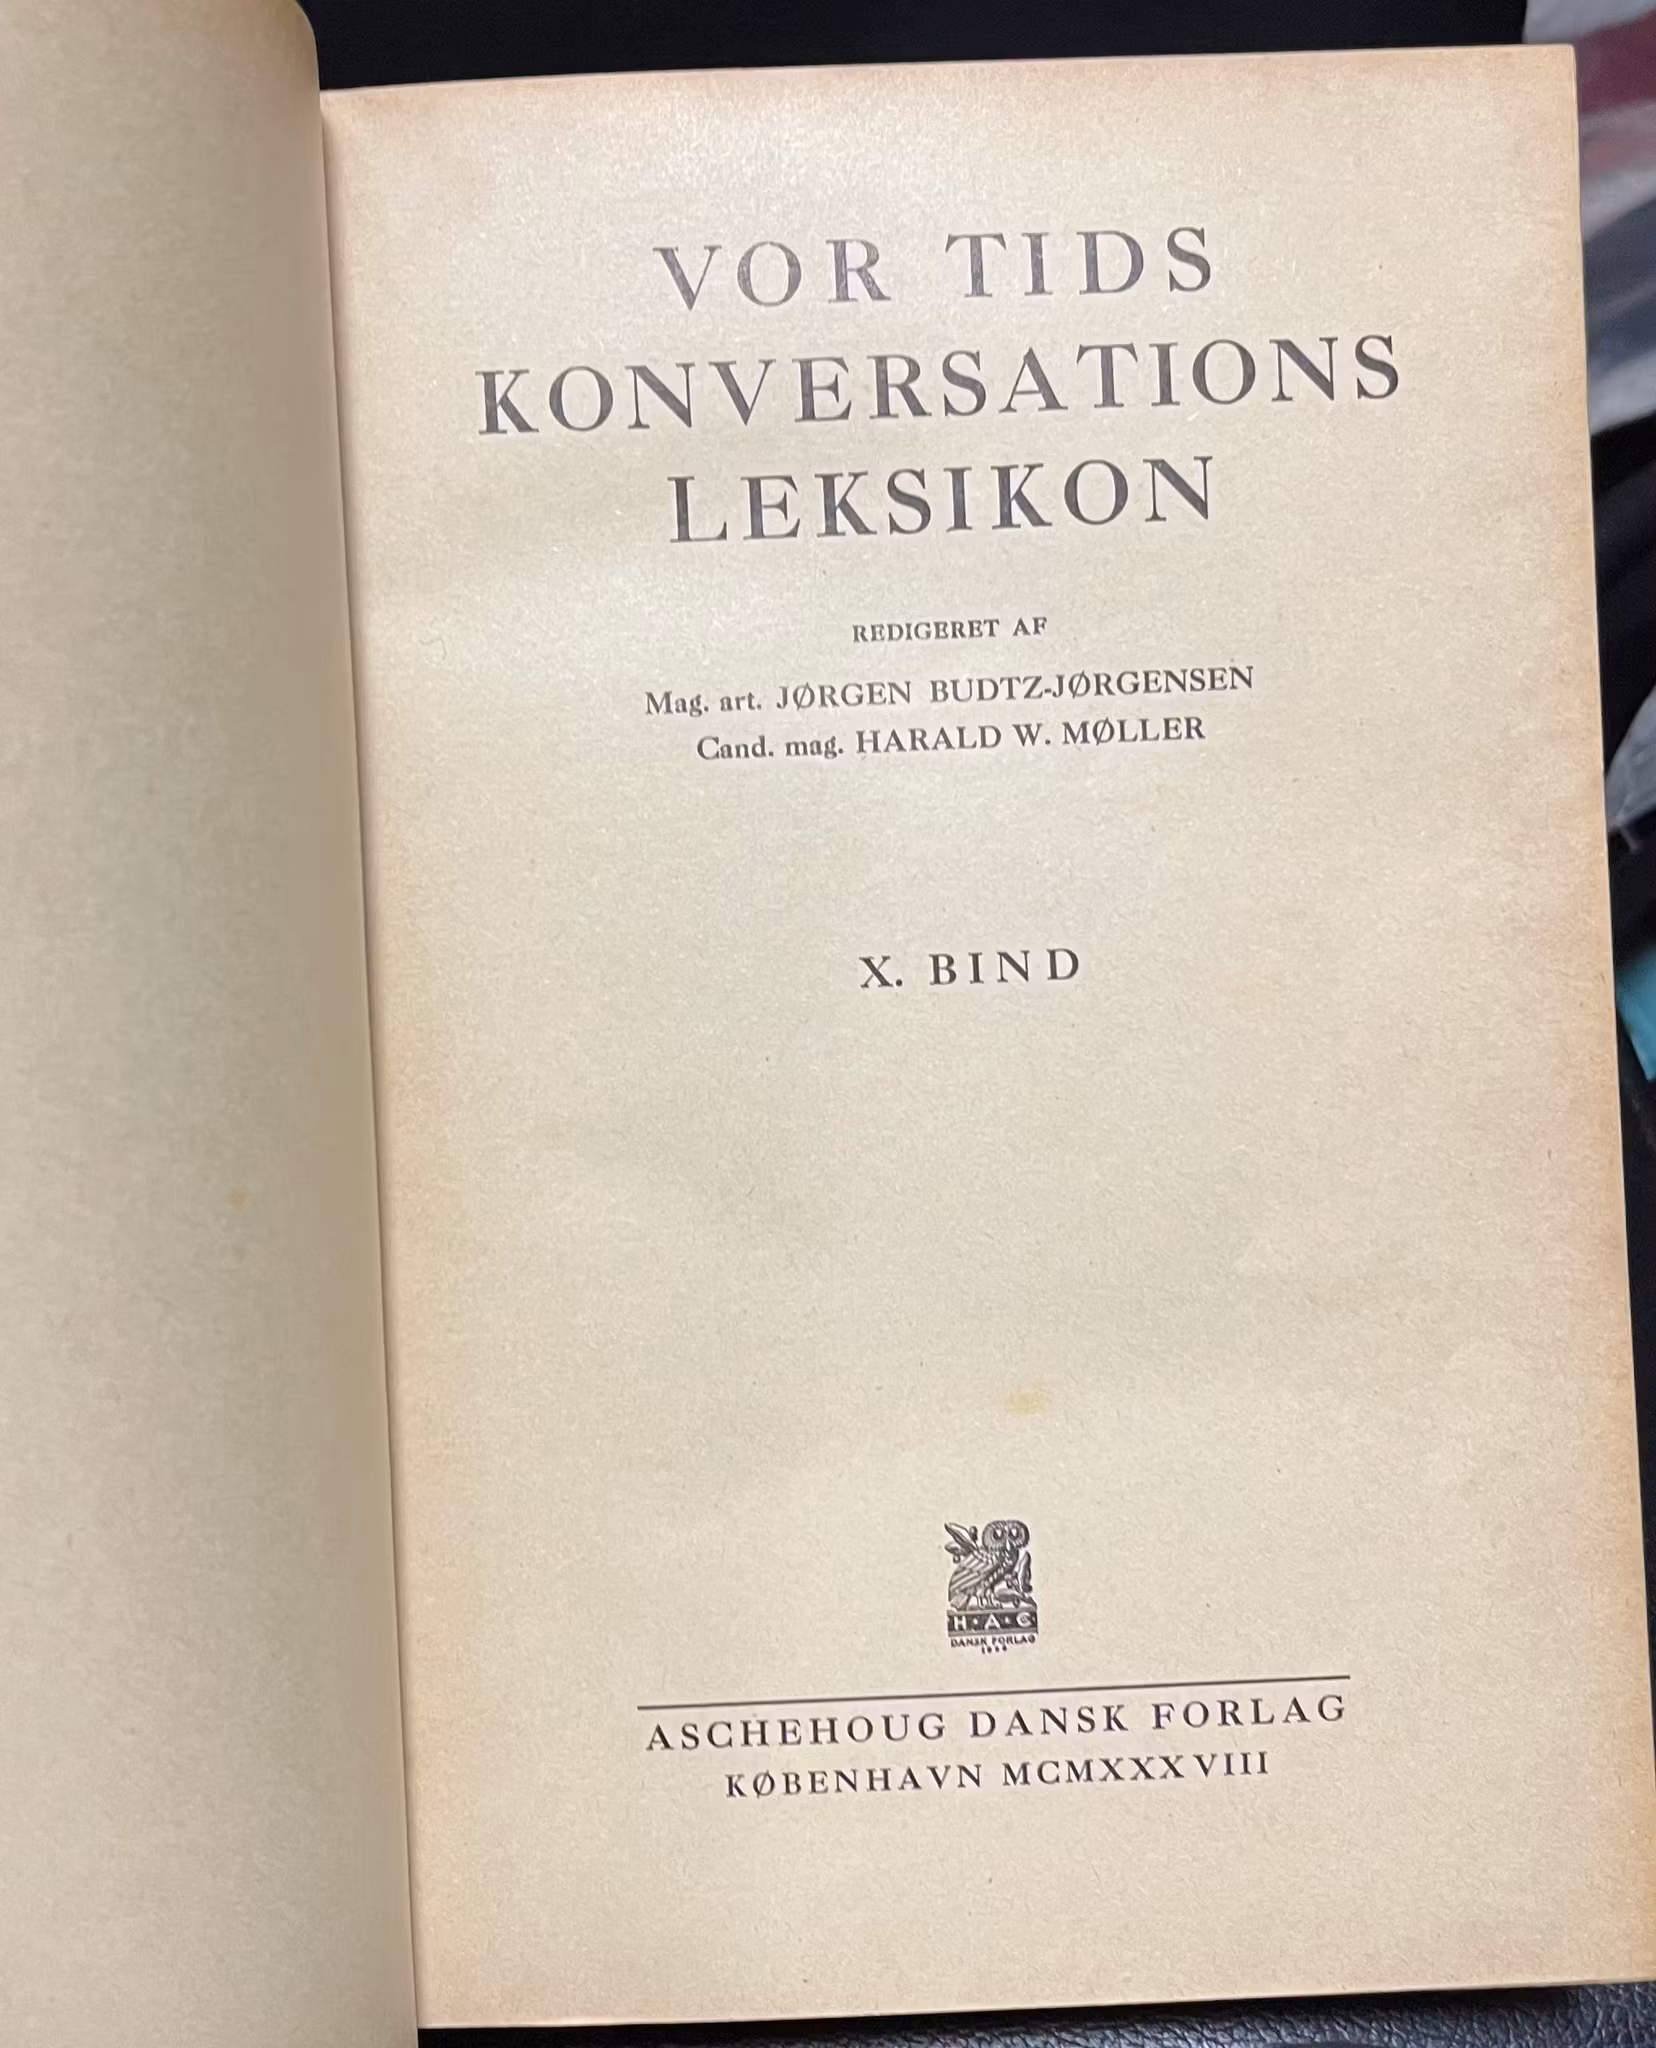 VOR TIDS
KONVERSATIONS
LEKSIKON
REDIGERET AF
Mag. art. JØRGEN BUDTZ-JØRGENSEN
Cand. mag. HARALD W. MØLLER
X. BIND
H·A·C
DANSK FORLAG
ASCHEHOUG DANSK FORLAG
KØBENHAVN MCMXXXVIII